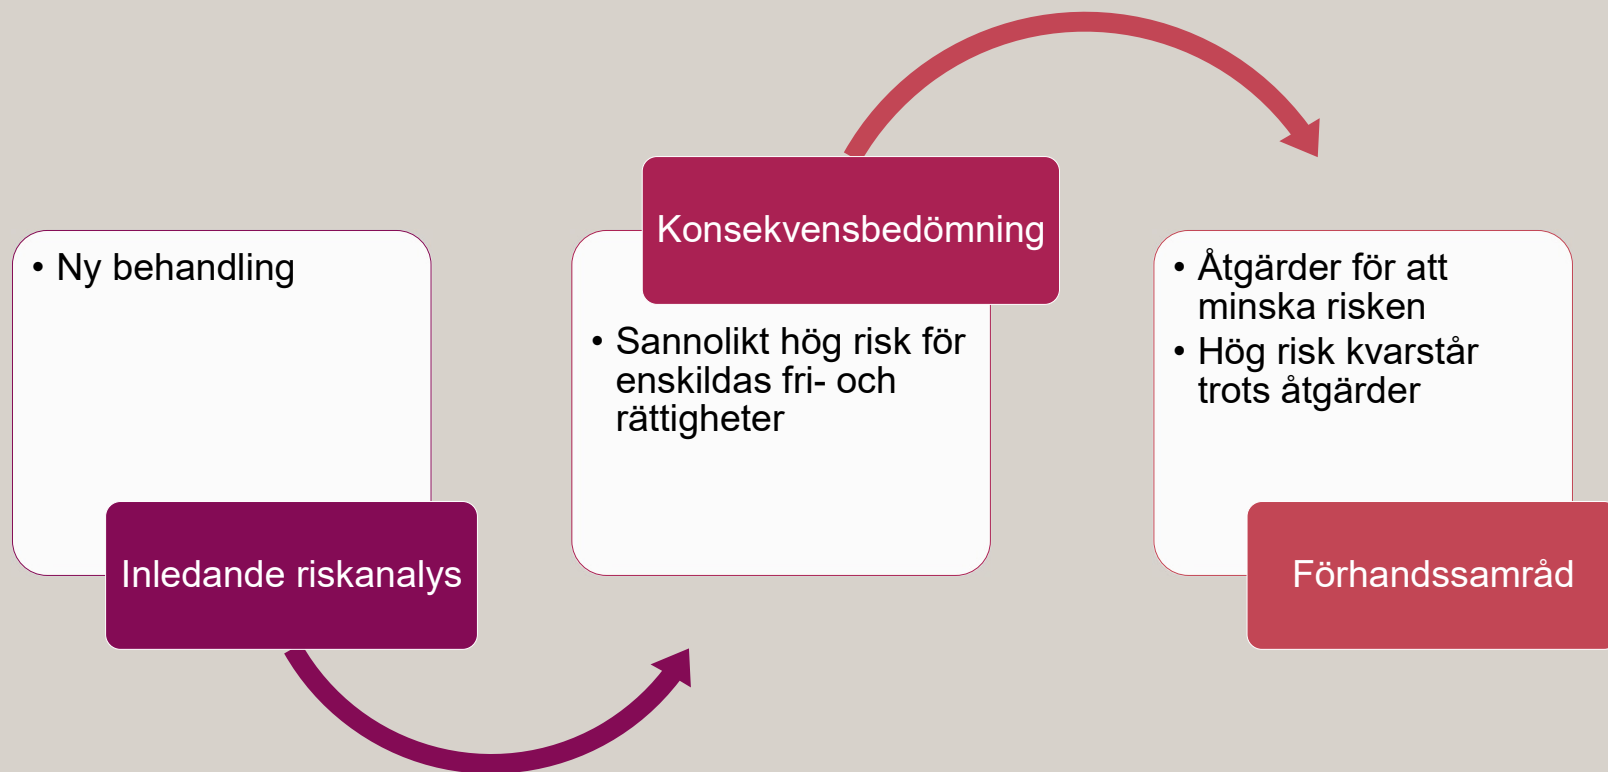 • Ny behandling
Inledande riskanalys
Konsekvensbedömning
• Sannolikt hög risk för
enskildas fri- och
rättigheter
• Åtgärder för att
minska risken
• Hög risk kvarstår
trots åtgärder
Förhandssamråd